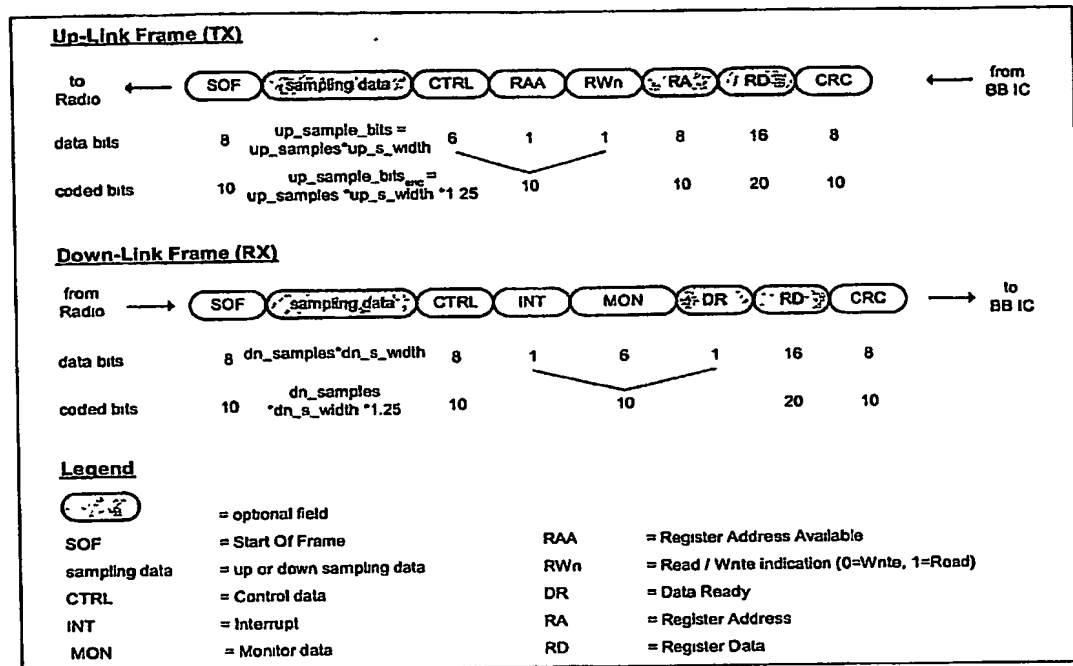 Up-Link Frame (TX)
to Radio SOF sampling data CTRL RAA RWn RA RD CRC from BB IC
data bits 8 up_sample_bits = up_samples*up_s_width 6 1 1 8 16 8
coded bits 10 up_sample_bits_enc = up_samples *up_s_width *1 25 10 10 20 10
Down-Link Frame (RX)
from Radio SOF sampling data CTRL INT MON DR RD CRC to BB IC
data bits 8 dn_samples*dn_s_width 8 1 6 1 16 8
coded bits 10 dn_samples *dn_s_width *1.25 10 10 20 10
Legend
= optional field
SOF = Start Of Frame RAA = Register Address Available
sampling data = up or down sampling data RWn = Read / Write indication (0=Write, 1=Read)
CTRL = Control data DR = Data Ready
INT = Interrupt RA = Register Address
MON = Monitor data RD = Register Data